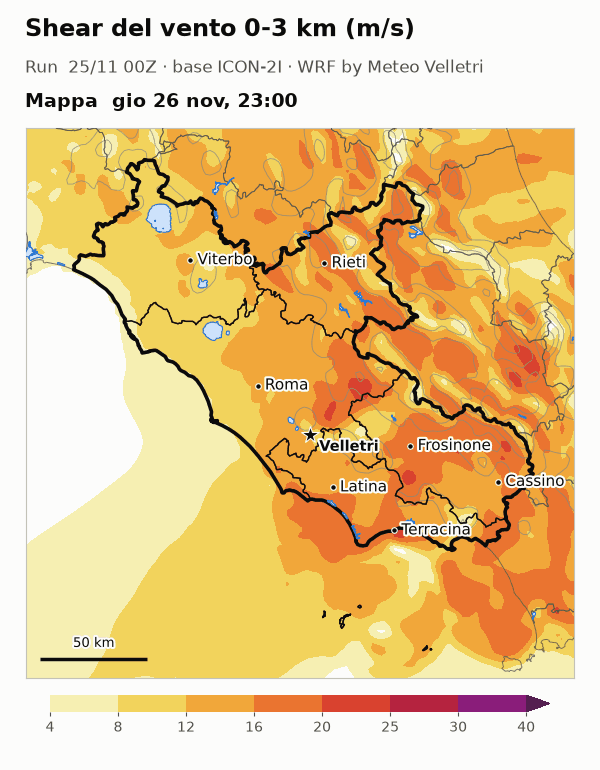 Shear del vento 0-3 km (m/s)
Run  25/11 00Z · base ICON-2I · WRF by Meteo Velletri
Mappa  gio 26 nov, 23:00
Viterbo
Rieti
Roma
Velletri
Frosinone
Cassino
Latina
Terracina
50 km
4 8 12 16 20 25 30 40